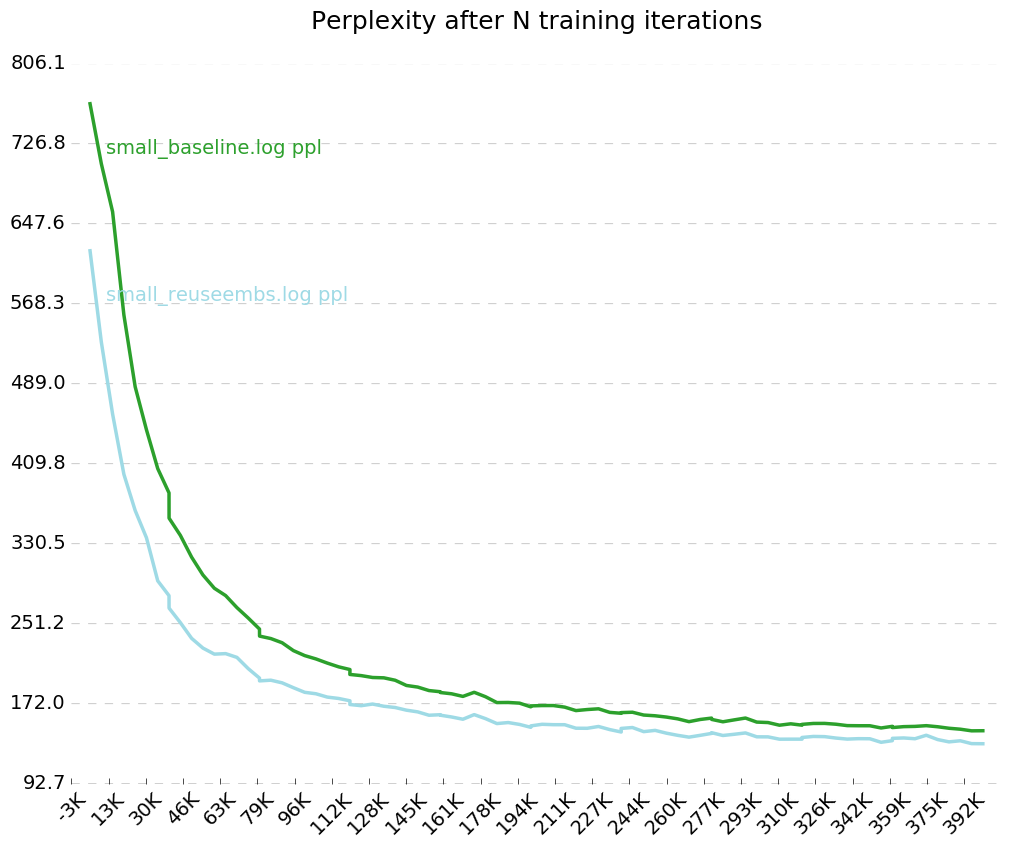 Perplexity after N training iterations
806.1
726.8
small_baseline.log ppl
647.6
568.3
small_reuseembs.log ppl
489.0
409.8
330.5
251.2
172.0
92.7
-3K 13K 30K 46K 63K 79K 96K 112K 128K 145K 161K 178K 194K 211K 227K 244K 260K 277K 293K 310K 326K 342K 359K 375K 392K